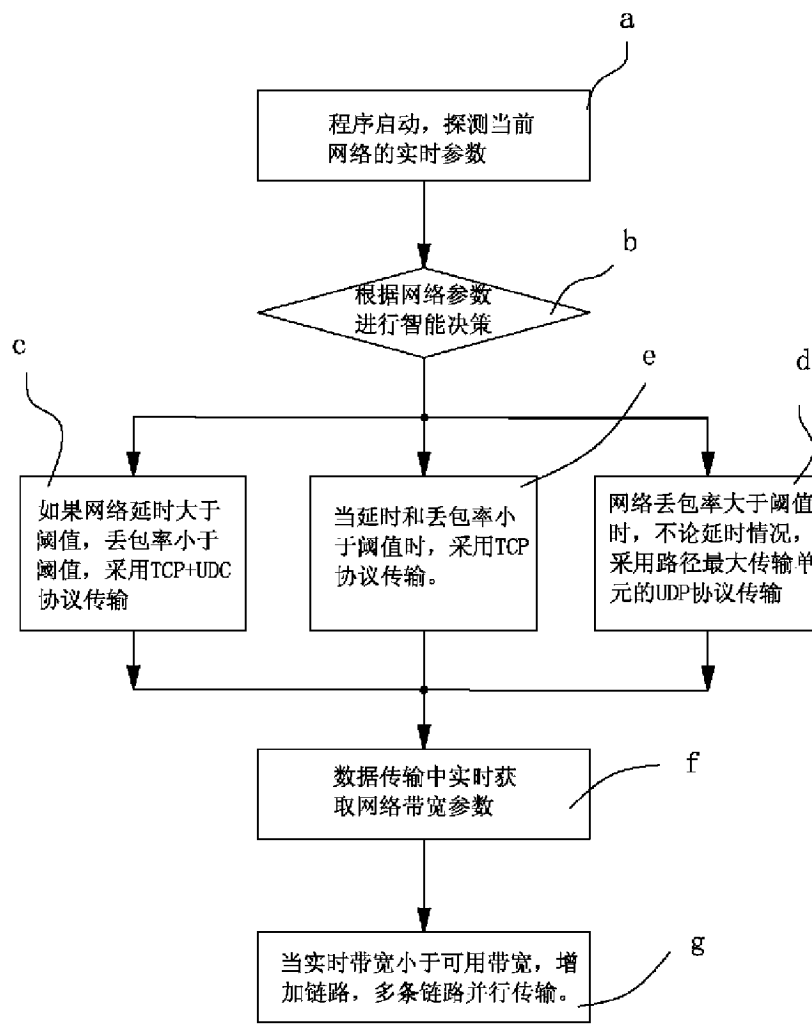 a
程序启动，探测当前
网络的实时参数
b
根据网络参数
进行智能决策
c
e
d
如果网络延时大于
阈值，丢包率小于
阈值，采用TCP+UDC
协议传输
当延时和丢包率小
于阈值时，采用TCP
协议传输。
网络丢包率大于阈值
时，不论延时情况，
采用路径最大传输单
元的UDP协议传输
f
数据传输中实时获
取网络带宽参数
g
当实时带宽小于可用带宽，增
加链路，多条链路并行传输。